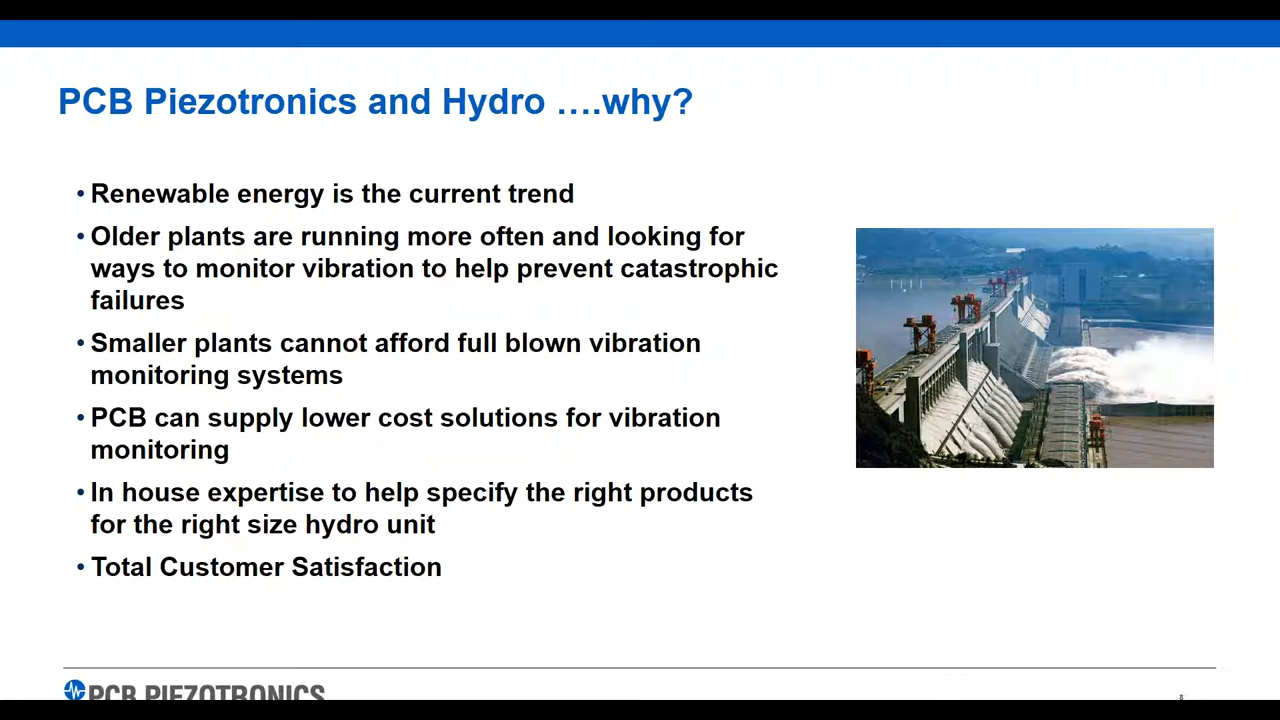 PCB Piezotronics and Hydro ….why?
• Renewable energy is the current trend
• Older plants are running more often and looking for
ways to monitor vibration to help prevent catastrophic
failures
• Smaller plants cannot afford full blown vibration
monitoring systems
• PCB can supply lower cost solutions for vibration
monitoring
• In house expertise to help specify the right products
for the right size hydro unit
• Total Customer Satisfaction
PCB PIEZOTRONICS
8